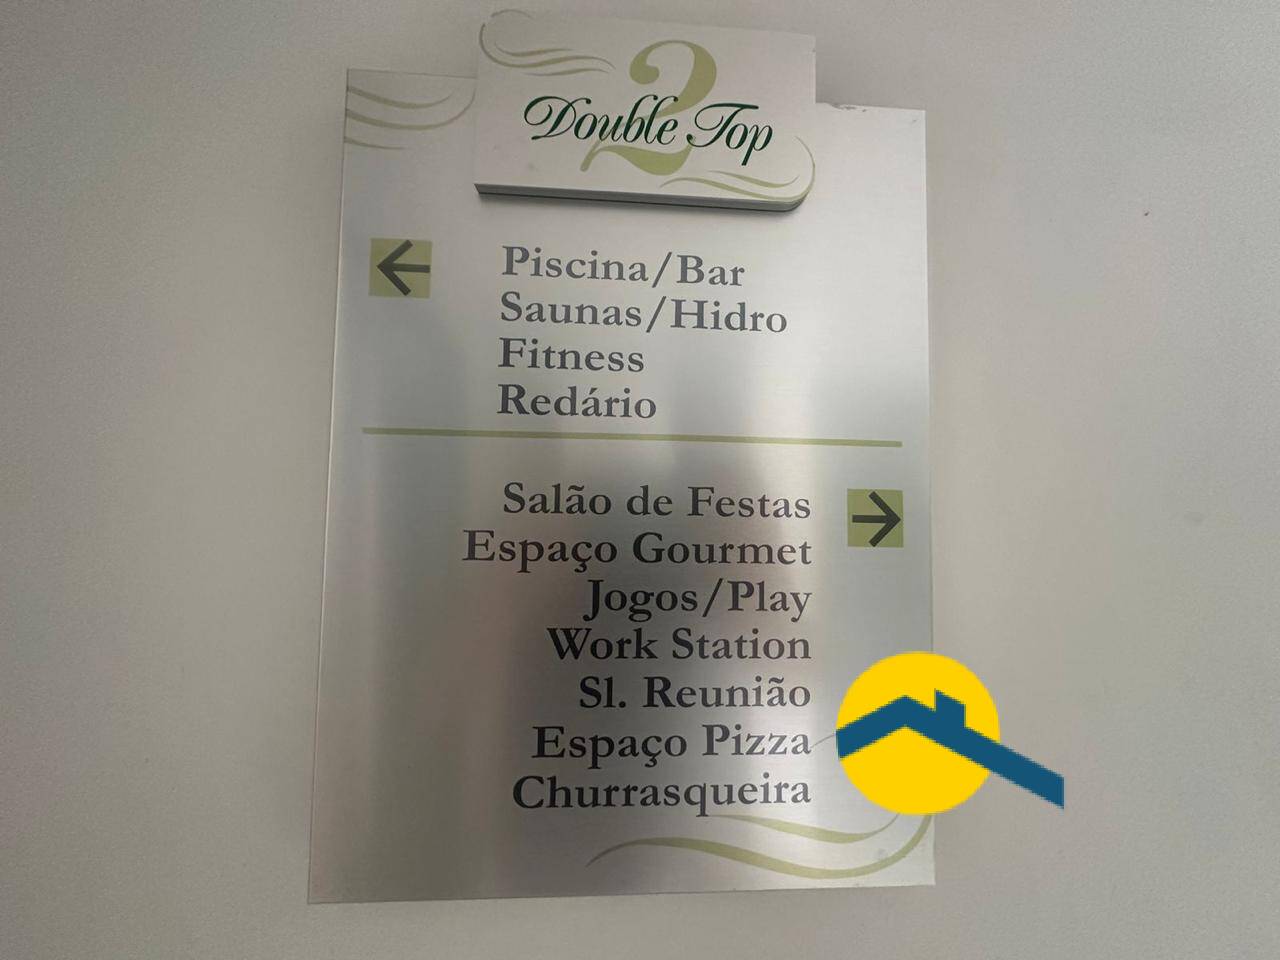 2
Double Top
Piscina/Bar
Saunas/Hidro
Fitness
Redário
Salão de Festas
Espaço Gourmet
Jogos/Play
Work Station
Sl. Reunião
Espaço Pizza
Churrasqueira